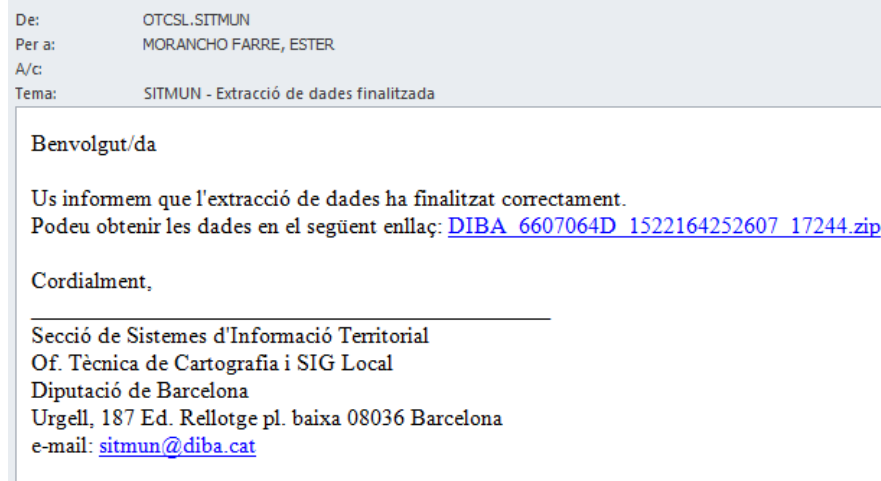 De: OTCSL.SITMUN
Per a: MORANCHO FARRE, ESTER
A/c:
Tema: SITMUN - Extracció de dades finalitzada
Benvolgut/da
Us informem que l'extracció de dades ha finalitzat correctament.
Podeu obtenir les dades en el següent enllaç: DIBA_6607064D_1522164252607_17244.zip
Cordialment,
Secció de Sistemes d'Informació Territorial
Of. Tècnica de Cartografia i SIG Local
Diputació de Barcelona
Urgell, 187 Ed. Rellotge pl. baixa 08036 Barcelona
e-mail: sitmun@diba.cat